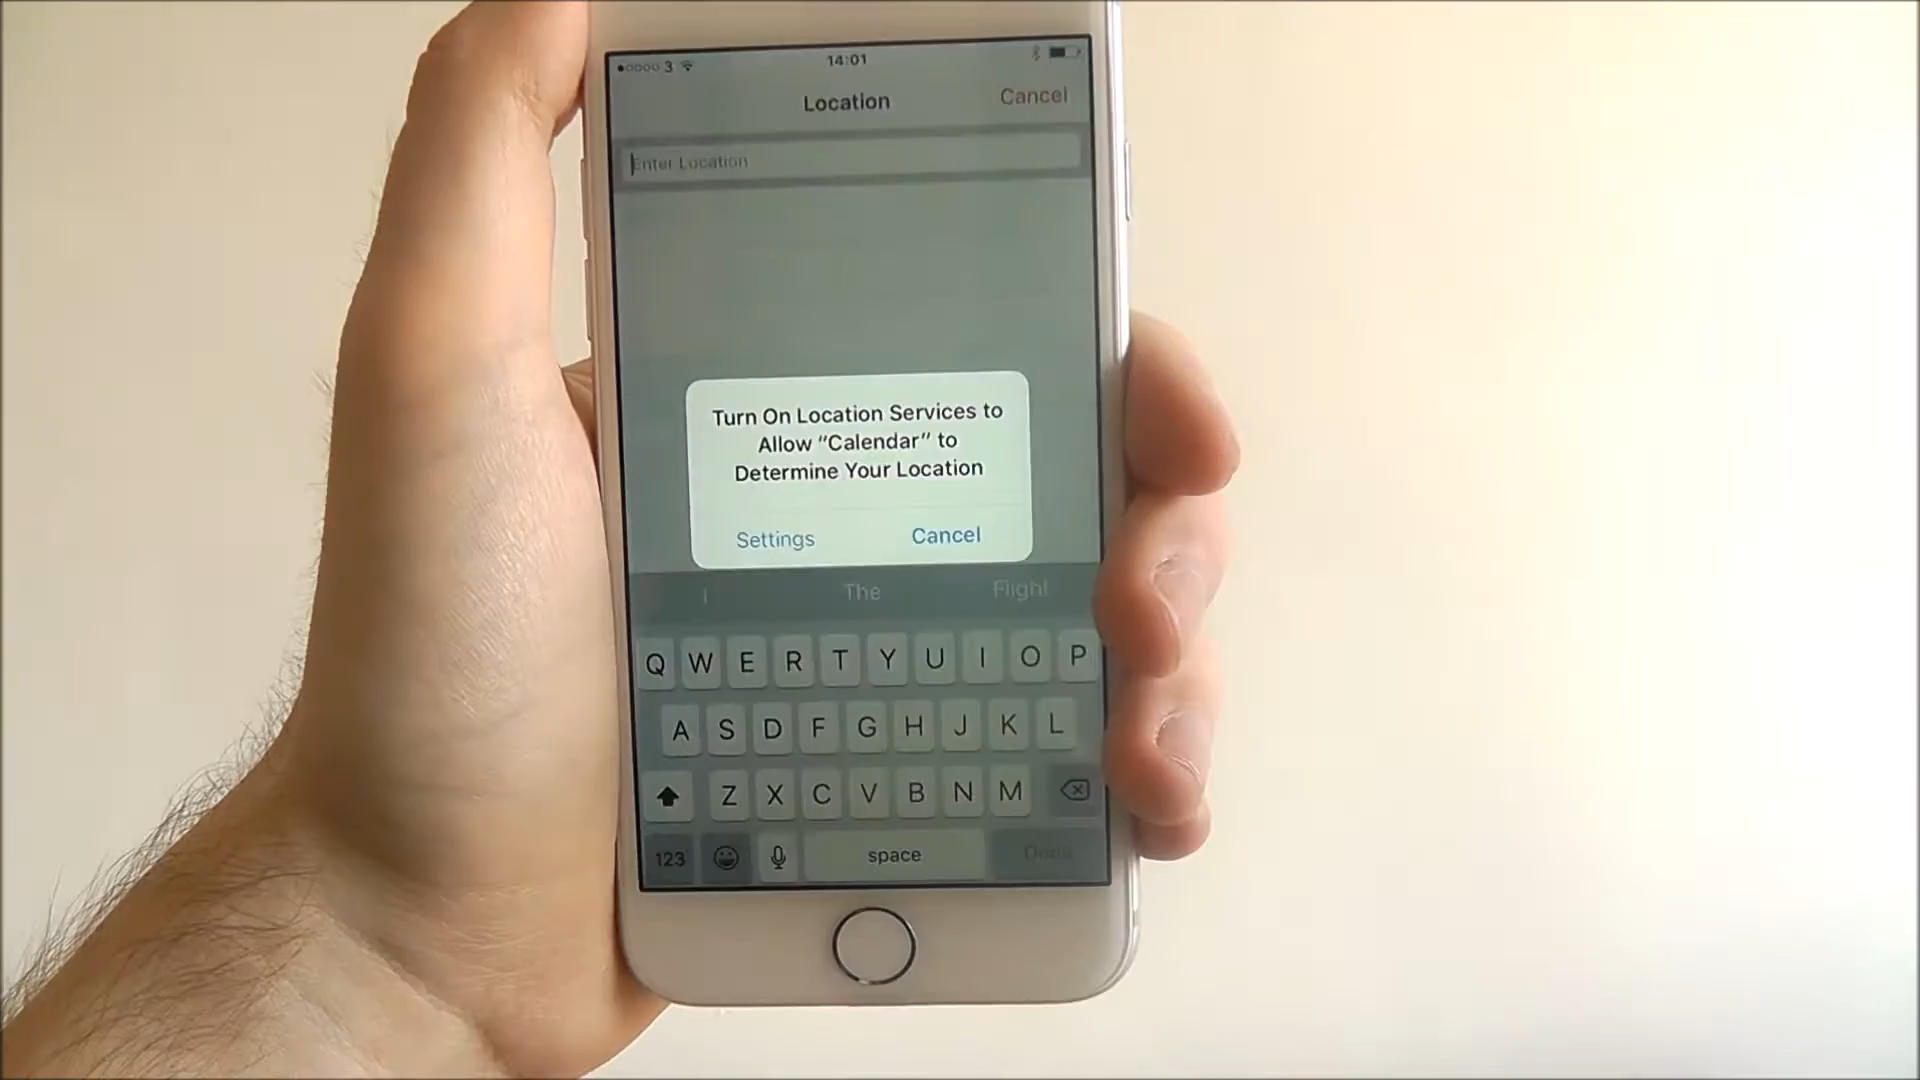 3 14:01
Location Cancel
Enter Location
Turn On Location Services to
Allow “Calendar” to
Determine Your Location
Settings Cancel
The Flight
Q W E R T Y U I O P
A S D F G H J K L
Z X C V B N M
123 space Done